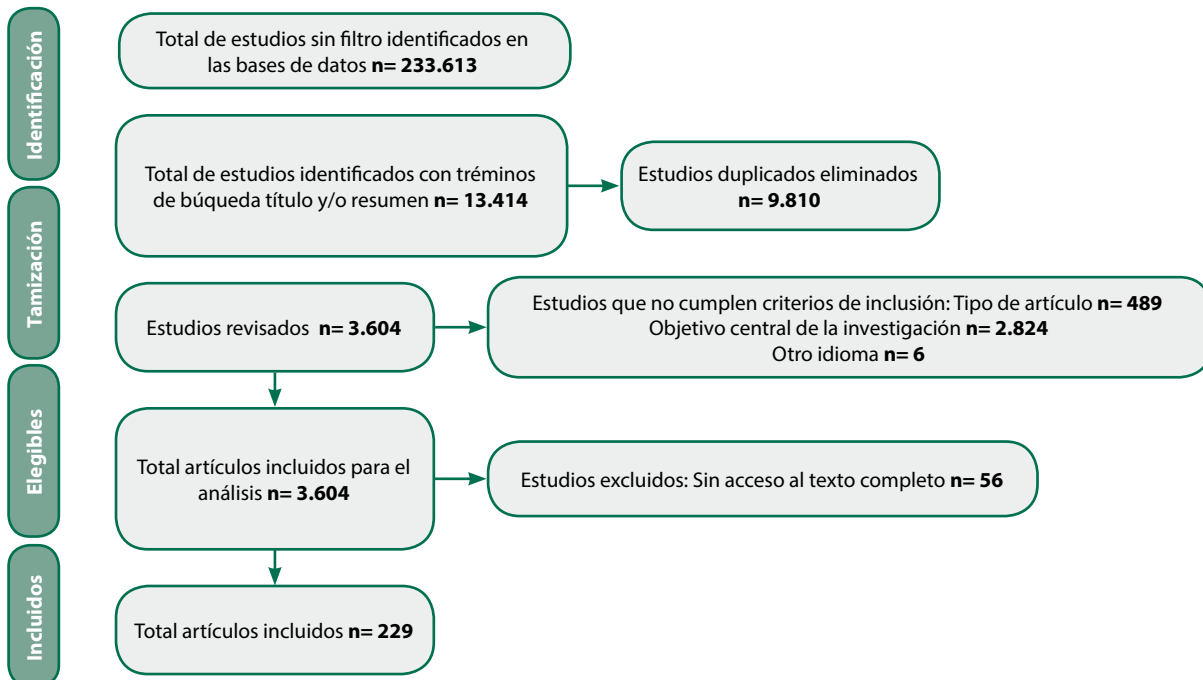 Identificación
Total de estudios sin filtro identificados en
las bases de datos n= 233.613
Total de estudios identificados con tréminos
de búqueda título y/o resumen n= 13.414
Estudios duplicados eliminados
n= 9.810
Tamización
Estudios revisados n= 3.604
Estudios que no cumplen criterios de inclusión: Tipo de artículo n= 489
Objetivo central de la investigación n= 2.824
Otro idioma n= 6
Elegibles
Total artículos incluidos para el
análisis n= 3.604
Estudios excluidos: Sin acceso al texto completo n= 56
Incluidos
Total artículos incluidos n= 229